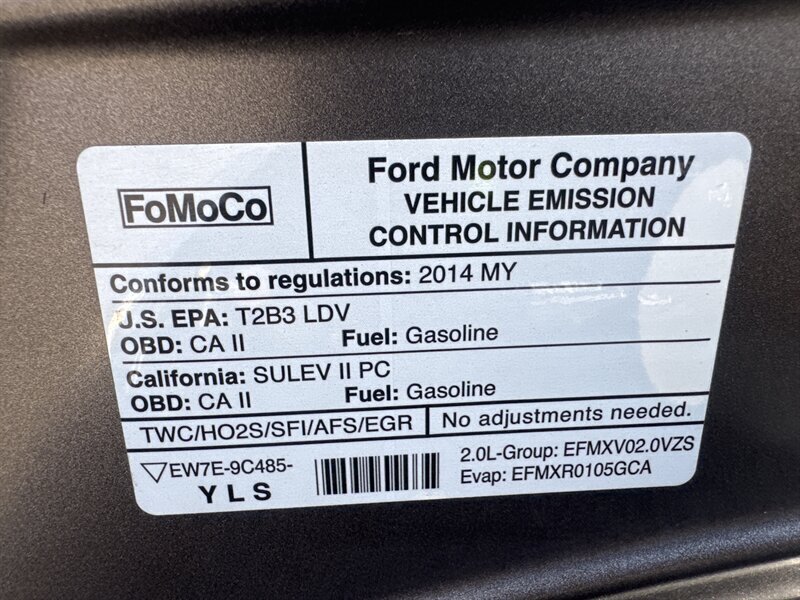 FoMoCo
Ford Motor Company
VEHICLE EMISSION
CONTROL INFORMATION
Conforms to regulations: 2014 MY
U.S. EPA: T2B3 LDV
OBD: CA II Fuel: Gasoline
California: SULEV II PC
OBD: CA II Fuel: Gasoline
TWC/HO2S/SFI/AFS/EGR No adjustments needed.
EW7E-9C485-
YLS
2.0L-Group: EFMXV02.0VZS
Evap: EFMXR0105GCA